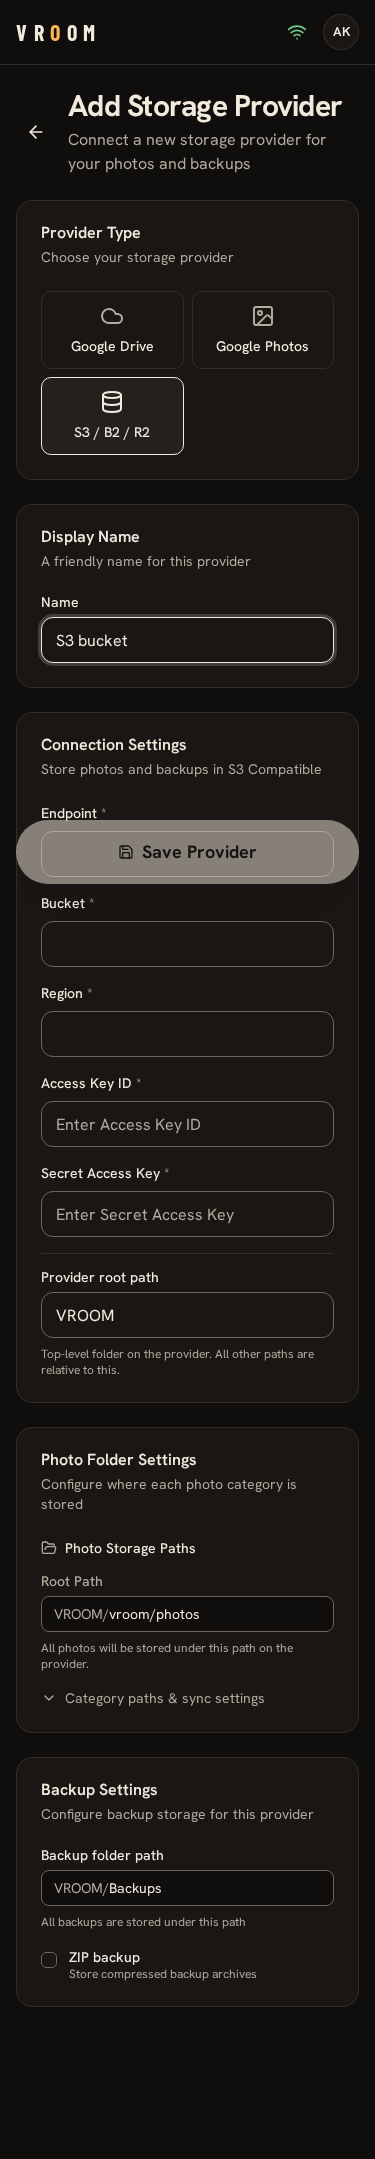 VROOM
AK
Add Storage Provider
Connect a new storage provider for
your photos and backups
Provider Type
Choose your storage provider
Google Drive
Google Photos
S3 / B2 / R2
Display Name
A friendly name for this provider
Name
S3 bucket
Connection Settings
Store photos and backups in S3 Compatible
Endpoint *
Save Provider
Bucket *
Region *
Access Key ID *
Enter Access Key ID
Secret Access Key *
Enter Secret Access Key
Provider root path
VROOM
Top-level folder on the provider. All other paths are
relative to this.
Photo Folder Settings
Configure where each photo category is
stored
Photo Storage Paths
Root Path
VROOM/vroom/photos
All photos will be stored under this path on the
provider.
Category paths & sync settings
Backup Settings
Configure backup storage for this provider
Backup folder path
VROOM/Backups
All backups are stored under this path
ZIP backup
Store compressed backup archives